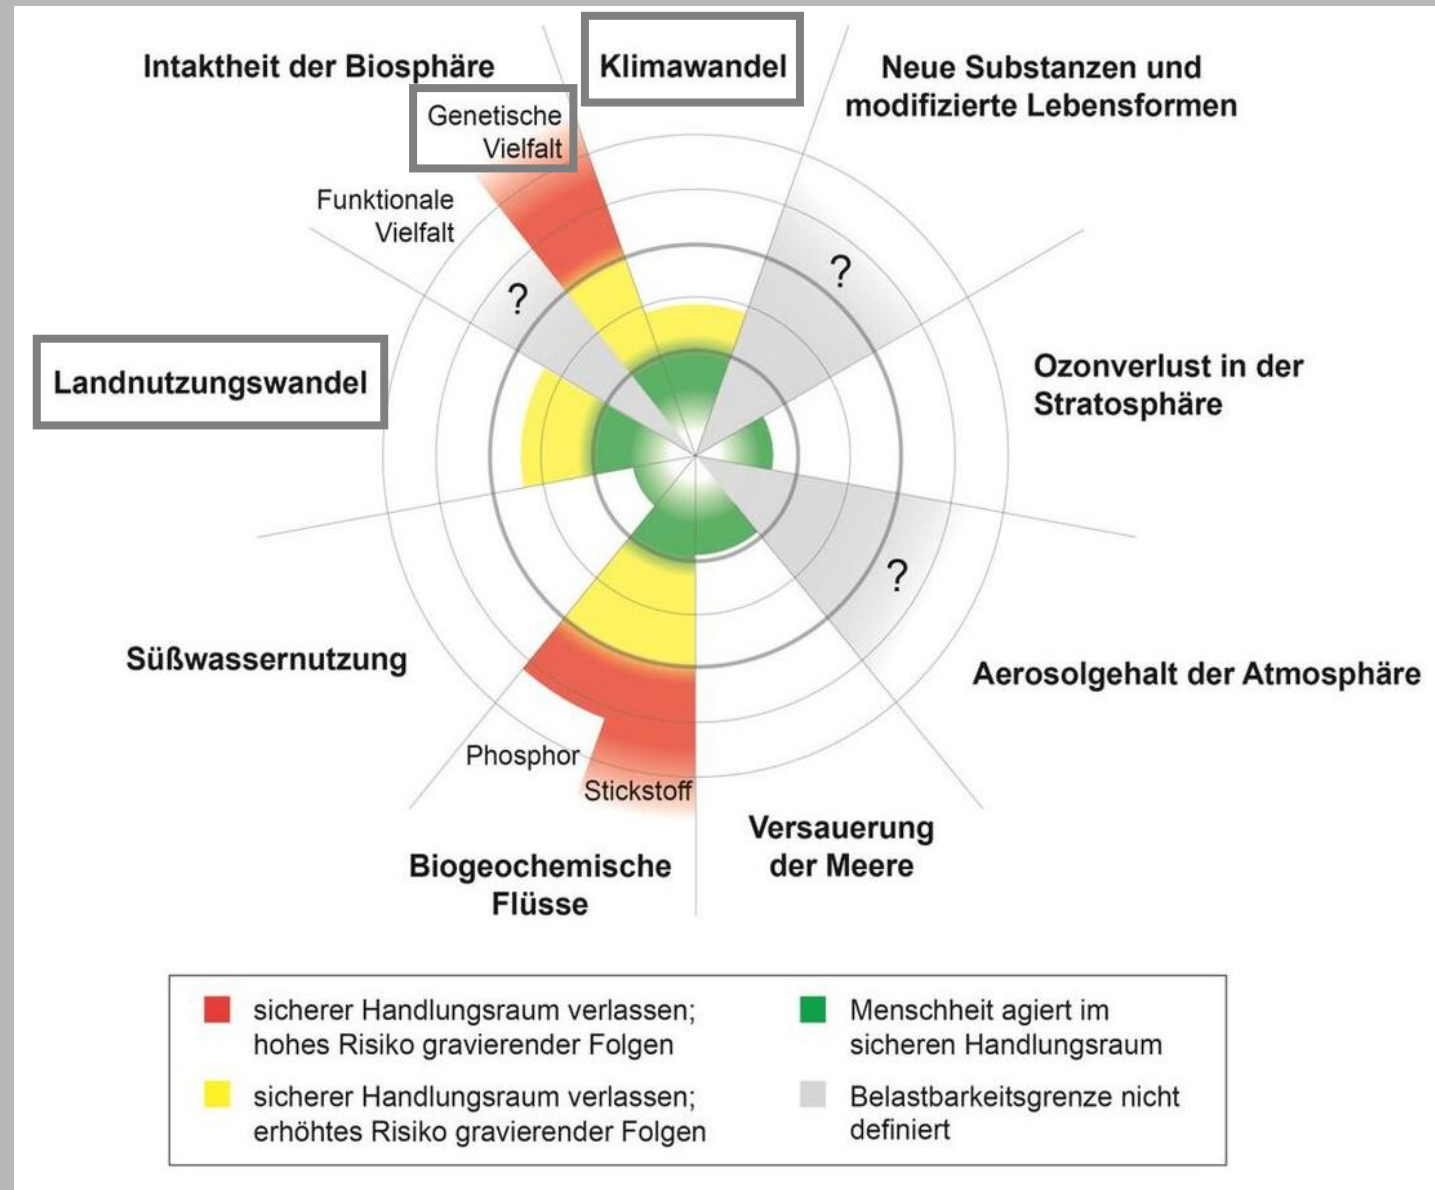 Intaktheit der Biosphäre
Klimawandel
Neue Substanzen und
modifizierte Lebensformen
Genetische
Vielfalt
Funktionale
Vielfalt
?
?
Landnutzungswandel
Ozonverlust in der
Stratosphäre
?
Süßwassernutzung
Aerosolgehalt der Atmosphäre
Phosphor
Stickstoff
Versauerung
der Meere
Biogeochemische
Flüsse
sicherer Handlungsraum verlassen;
hohes Risiko gravierender Folgen
Menschheit agiert im
sicheren Handlungsraum
sicherer Handlungsraum verlassen;
erhöhtes Risiko gravierender Folgen
Belastbarkeitsgrenze nicht
definiert